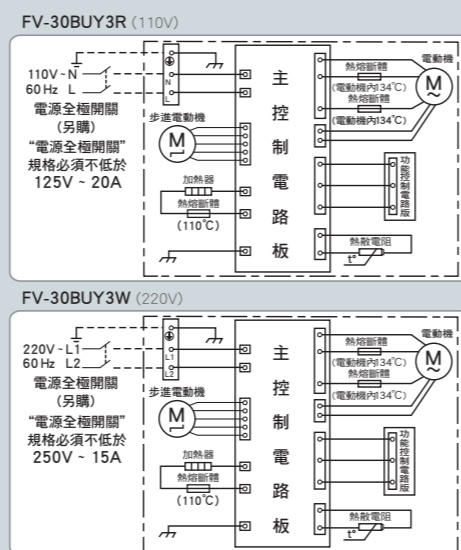 FV-30BUY3R (110V)
110V ~ N
60 Hz L
電源全極開關
(另購)
“電源全極開關”
規格必須不低於
125V ~ 20A
N
L
步進電動機
M
加熱器
熱熔斷體
(110℃)
主控制電路板
熱熔斷體
(電動機內134℃)
熱熔斷體
(電動機內134℃)
電動機
M
~
功能控制電路版
熱散電阻
t°
FV-30BUY3W (220V)
220V ~ L1
60 Hz L2
電源全極開關
(另購)
“電源全極開關”
規格必須不低於
250V ~ 15A
L1
L2
步進電動機
M
加熱器
熱熔斷體
(110℃)
主控制電路板
熱熔斷體
(電動機內134℃)
熱熔斷體
(電動機內134℃)
電動機
M
~
功能控制電路版
熱散電阻
t°